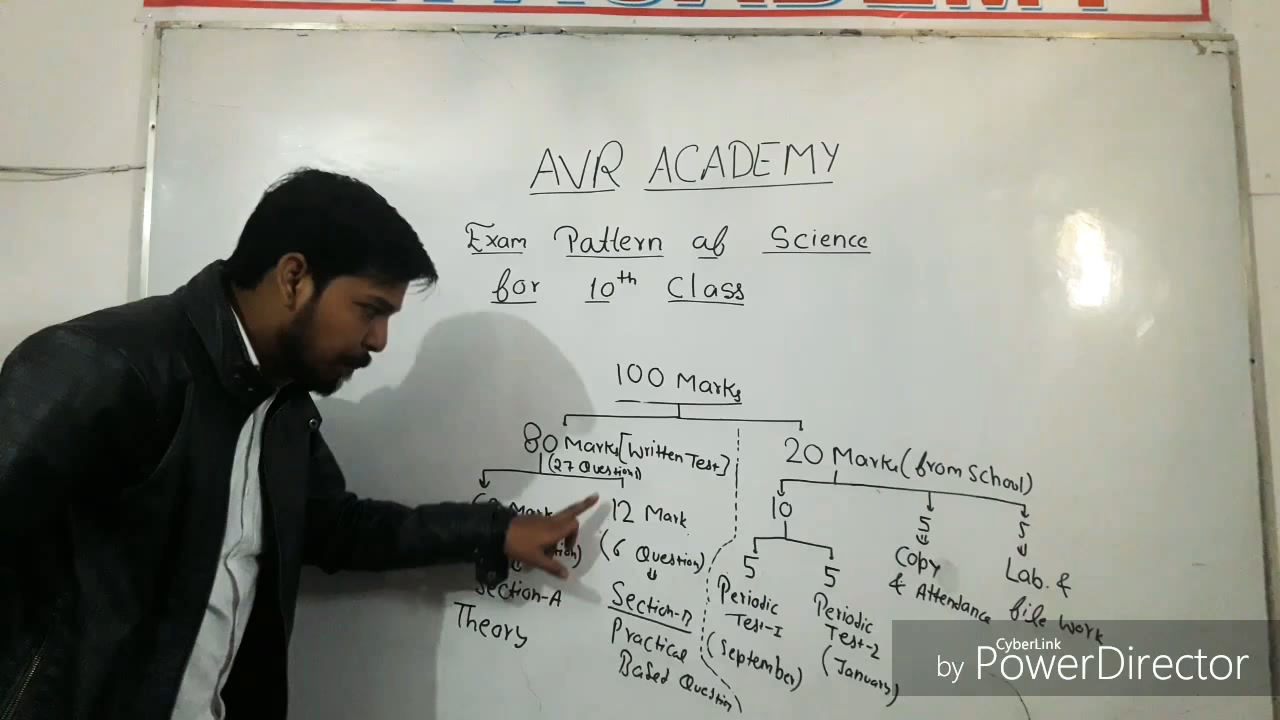 ACADEMY
AVR ACADEMY
Exam Pattern of Science
for 10th Class
100 Marks
80 Marks [Written Test]
(27 Question)
12 Mark
(6 Question)
Section-A
Theory
Section-B
Practical
Based Question
20 Marks (from School)
10
5
Periodic
Test-I
(September)
5
Periodic
Test-2
(January)
5
Copy
& Attendance
5
Lab. &
file work
CyberLink
by PowerDirector